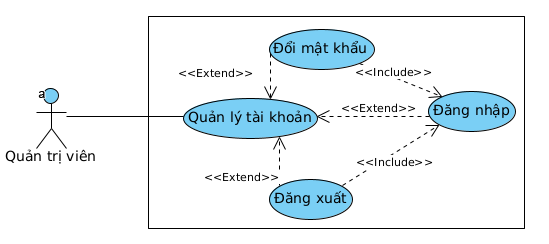 Đổi mật khẩu
<<Extend>>
<<Include>>
a
Quản lý tài khoản
<<Extend>>
Đăng nhập
Quản trị viên
<<Include>>
<<Extend>>
Đăng xuất